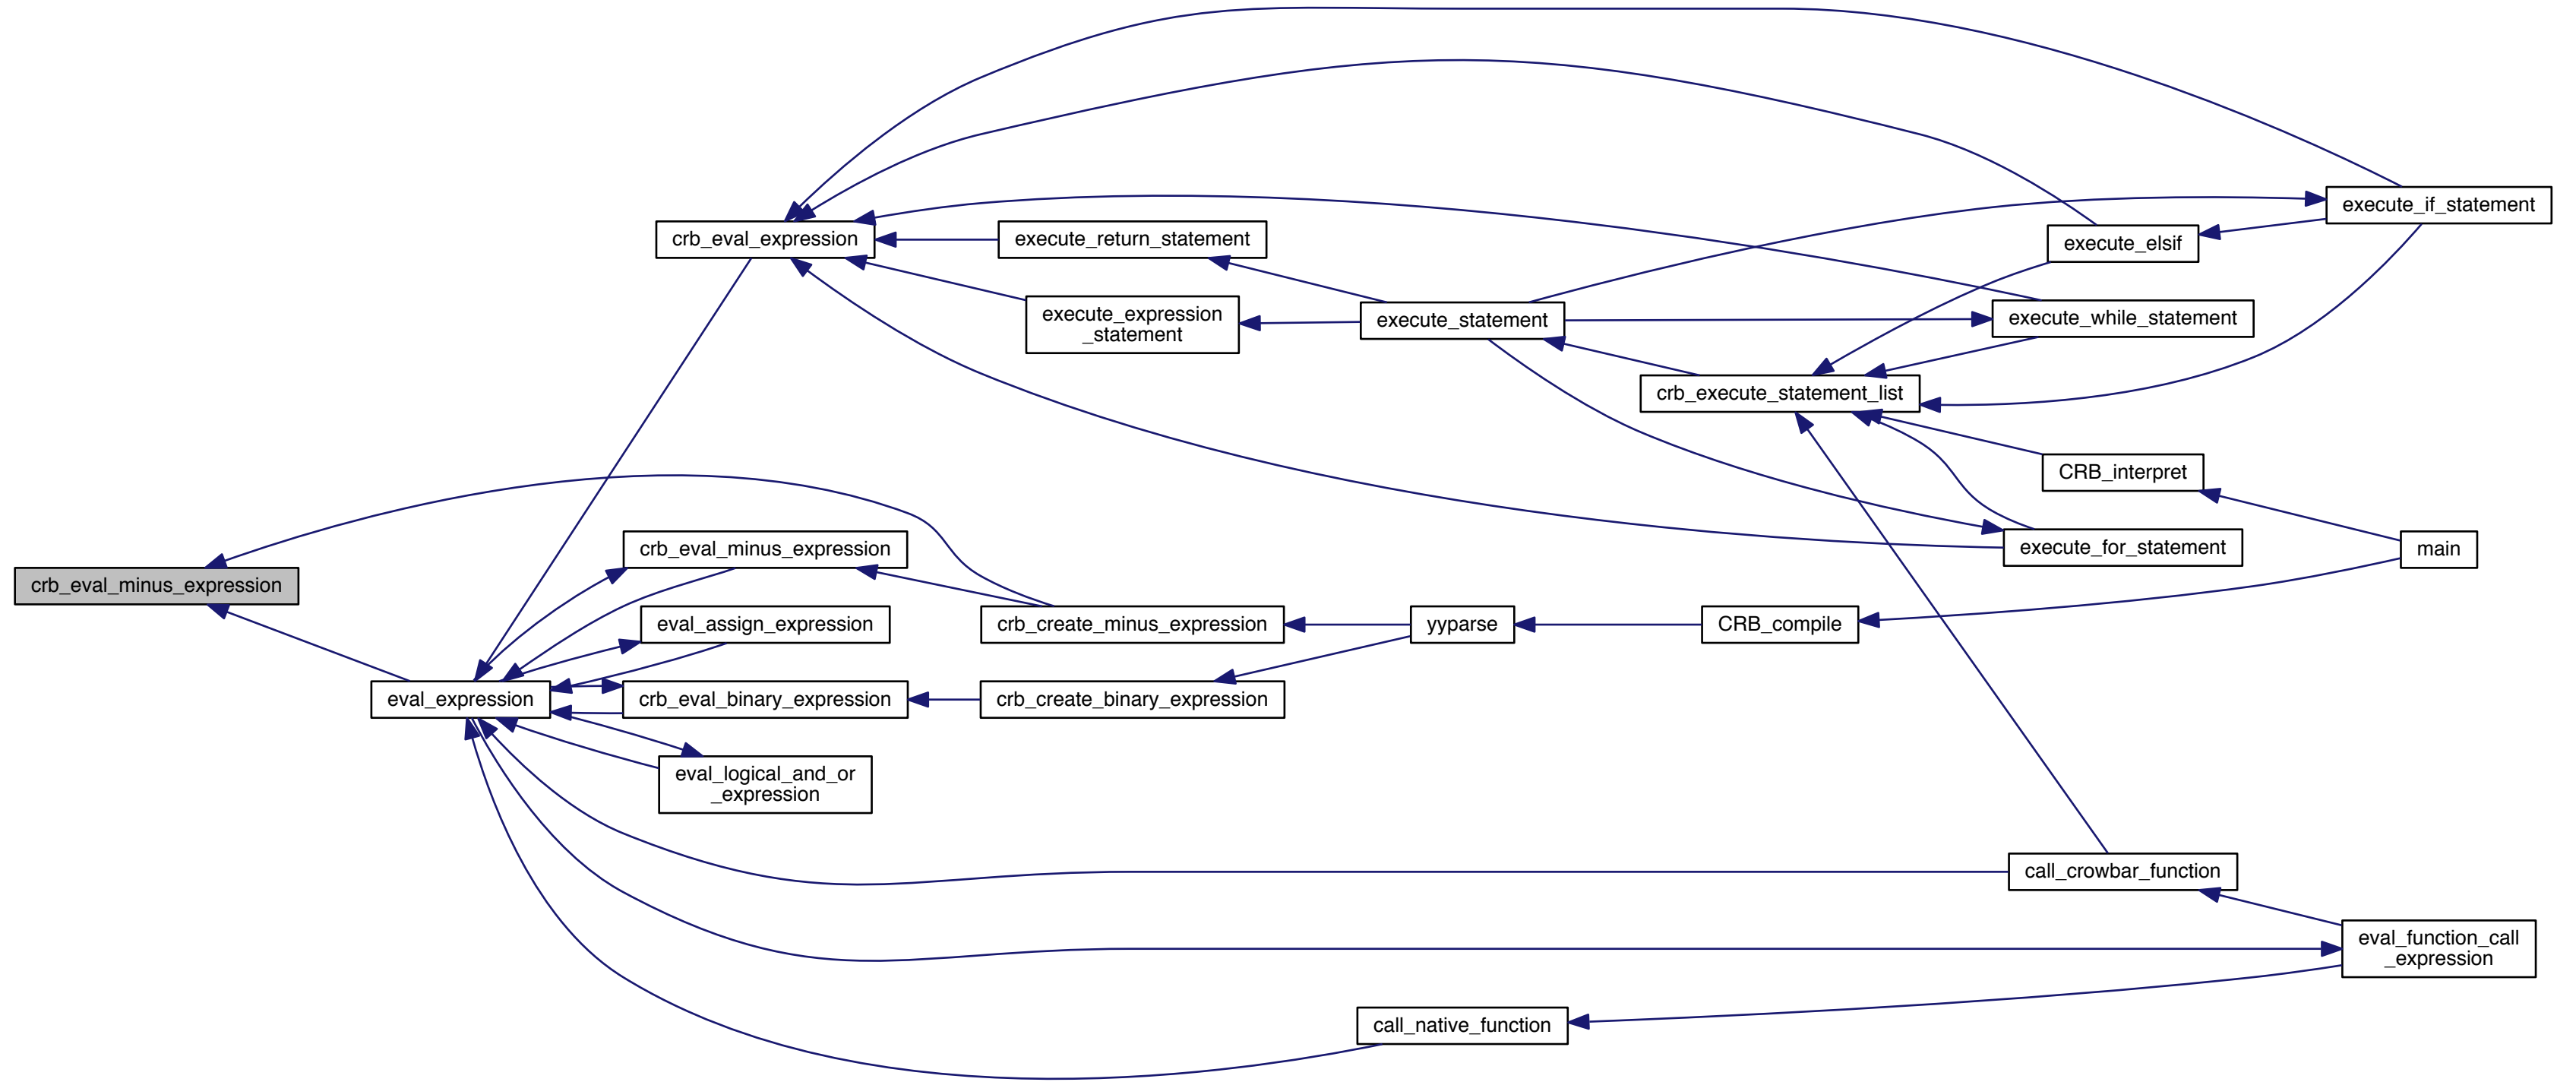 execute_if_statement
crb_eval_expression
execute_return_statement
execute_elsif
execute_expression
_statement
execute_statement
execute_while_statement
crb_execute_statement_list
CRB_interpret
crb_eval_minus_expression
execute_for_statement
main
crb_eval_minus_expression
eval_assign_expression
crb_create_minus_expression
yyparse
CRB_compile
eval_expression
crb_eval_binary_expression
crb_create_binary_expression
eval_logical_and_or
_expression
call_crowbar_function
eval_function_call
_expression
call_native_function